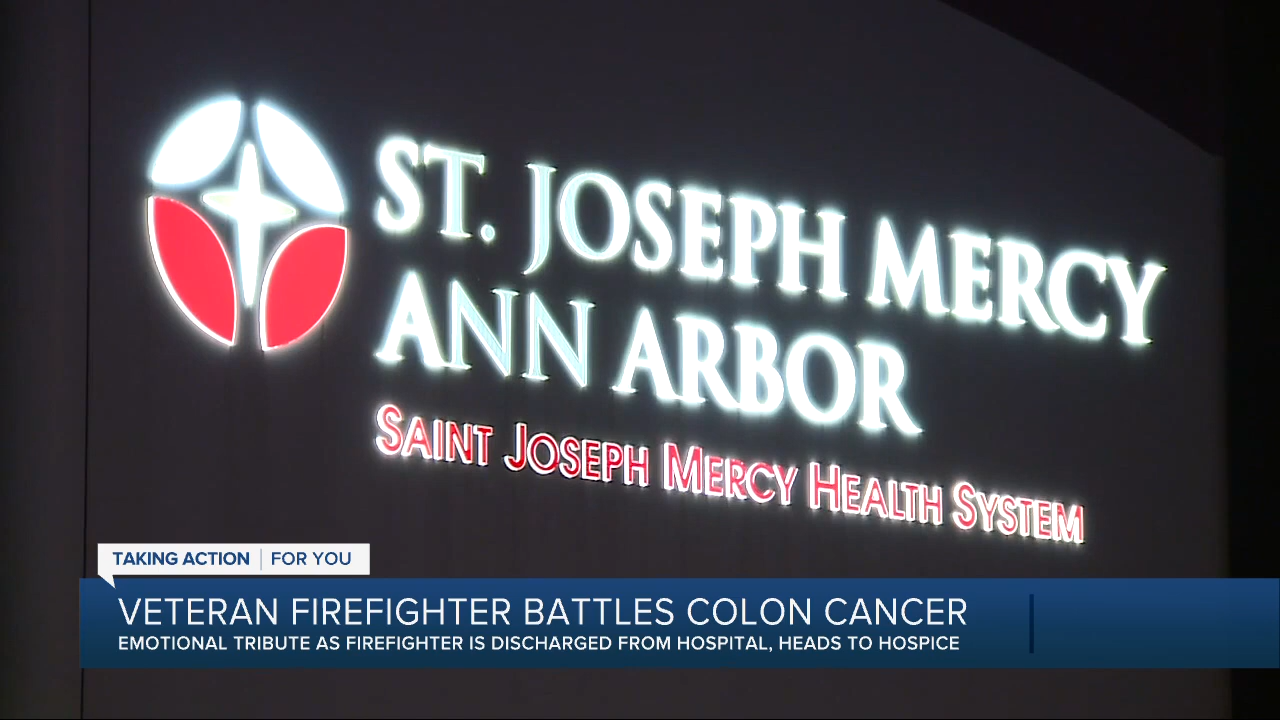 ST. JOSEPH MERCY
ANN ARBOR
SAINT JOSEPH MERCY HEALTH SYSTEM
TAKING ACTION | FOR YOU
VETERAN FIREFIGHTER BATTLES COLON CANCER
EMOTIONAL TRIBUTE AS FIREFIGHTER IS DISCHARGED FROM HOSPITAL, HEADS TO HOSPICE